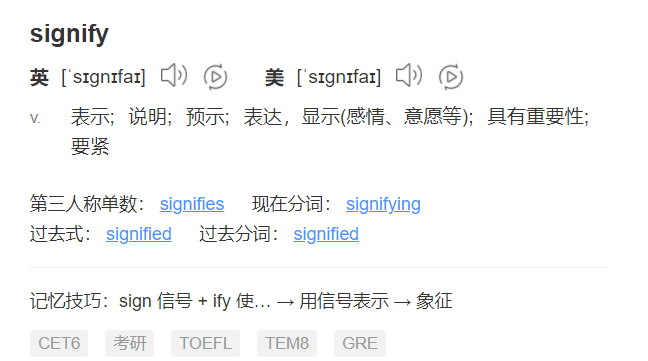 signify
英 [ˈsɪɡnɪfaɪ] 美 [ˈsɪɡnɪfaɪ]
v. 表示；说明；预示；表达，显示(感情、意愿等)；具有重要性；
要紧
第三人称单数： signifies 现在分词： signifying
过去式： signified 过去分词： signified
记忆技巧：sign 信号 + ify 使… → 用信号表示 → 象征
CET6 考研 TOEFL TEM8 GRE